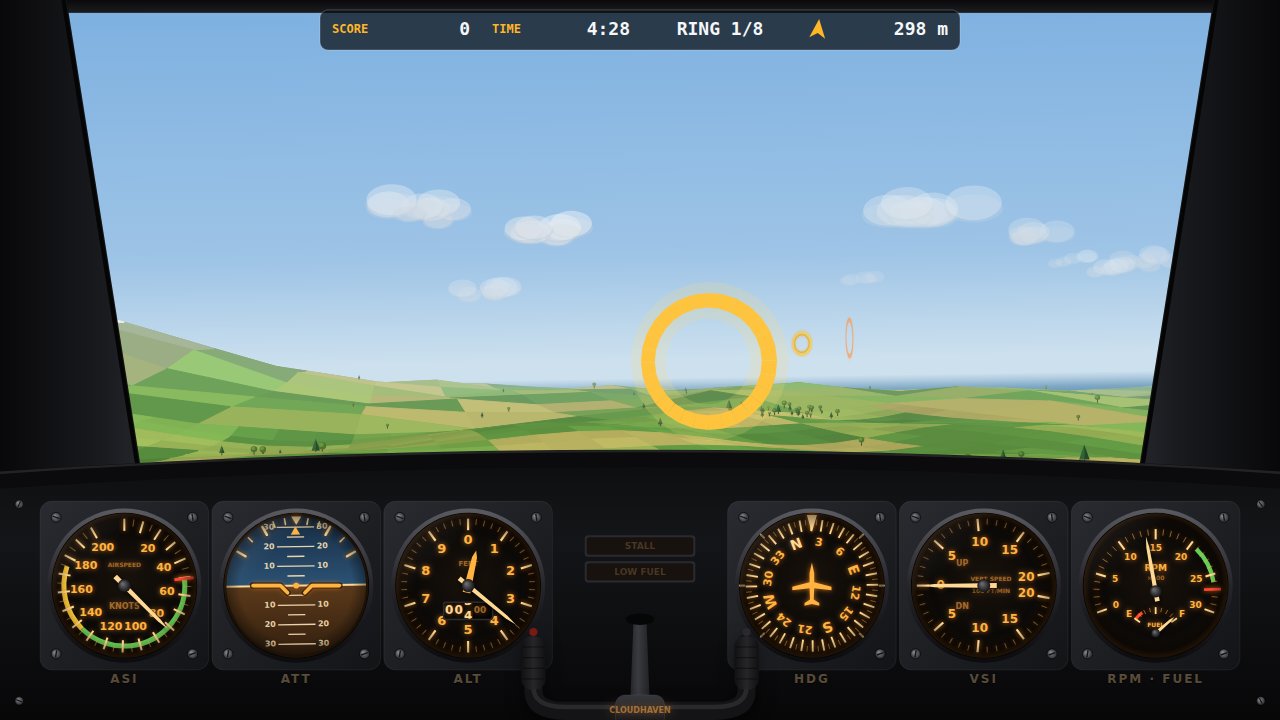 SCORE 0 TIME 4:28 RING 1/8 298 m
STALL
LOW FUEL
200 20
180 AIRSPEED 40
160 60
140 KNOTS 80
120 100
30 30
20 20
10 10
10 10
20 20
30 30
0
9 1
8 2
7 3
6 4
5
N 3 6 E 12 15 S 21 24 W 30 33
10
5 UP 15
0 VERT SPEED 20
20
5 DN 15
10
15
10 20
5 RPM 25
0 30
E F
FUEL
ASI ATT ALT HDG VSI RPM · FUEL
CLOUDHAVEN